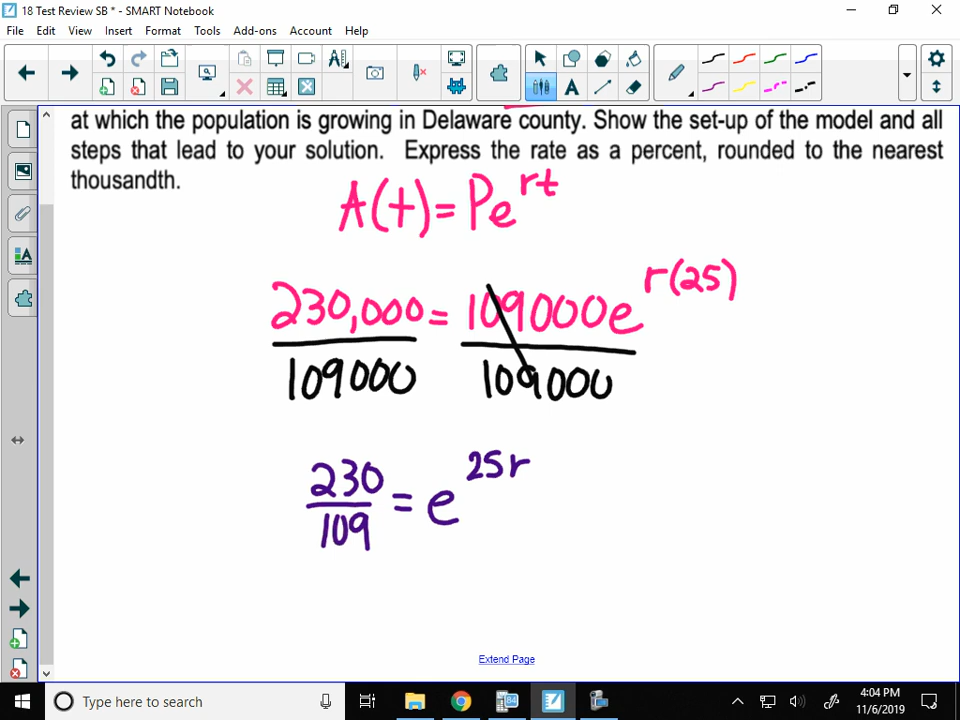 18 Test Review SB * - SMART Notebook
File Edit View Insert Format Tools Add-ons Account Help
at which the population is growing in Delaware county. Show the set-up of the model and all
steps that lead to your solution. Express the rate as a percent, rounded to the nearest
thousandth.
A(t)=Pe^rt
230,000=109000e^r(25)
109000 109000
230/109=e^25r
Extend Page
Type here to search
4:04 PM
11/6/2019